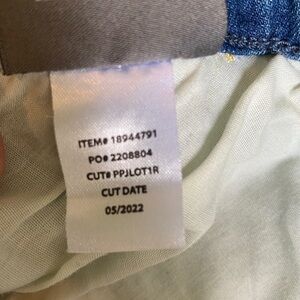 ITEM# 18944791
PO# 2208804
CUT# PPJLOT1R
CUT DATE
05/2022